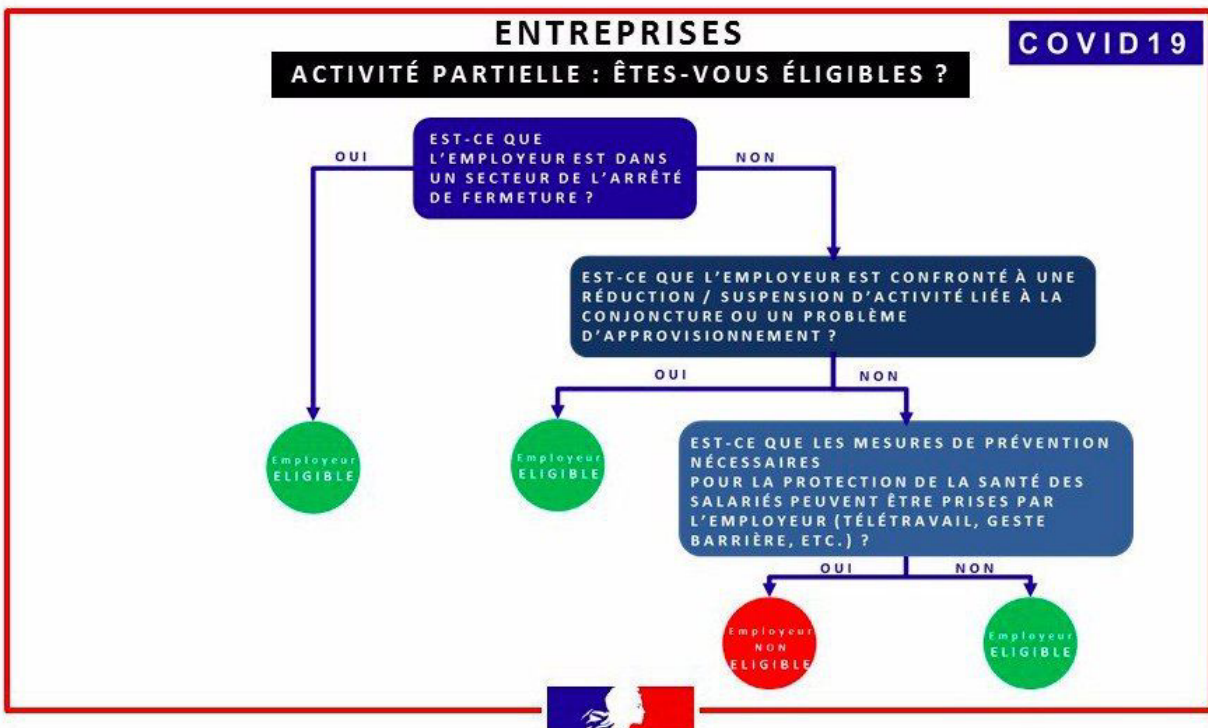 ENTREPRISES
COVID19
ACTIVITÉ PARTIELLE : ÊTES-VOUS ÉLIGIBLES ?
EST-CE QUE
L'EMPLOYEUR EST DANS
UN SECTEUR DE L'ARRÊTÉ
DE FERMETURE ?
OUI
NON
EST-CE QUE L'EMPLOYEUR EST CONFRONTÉ À UNE
RÉDUCTION / SUSPENSION D'ACTIVITÉ LIÉE À LA
CONJONCTURE OU UN PROBLÈME
D'APPROVISIONNEMENT ?
OUI
NON
Employeur
ELIGIBLE
Employeur
ELIGIBLE
EST-CE QUE LES MESURES DE PRÉVENTION
NÉCESSAIRES
POUR LA PROTECTION DE LA SANTÉ DES
SALARIÉS PEUVENT ÊTRE PRISES PAR
L'EMPLOYEUR (TÉLÉTRAVAIL, GESTE
BARRIÈRE, ETC.) ?
OUI
NON
Employeur
NON
ELIGIBLE
Employeur
ELIGIBLE